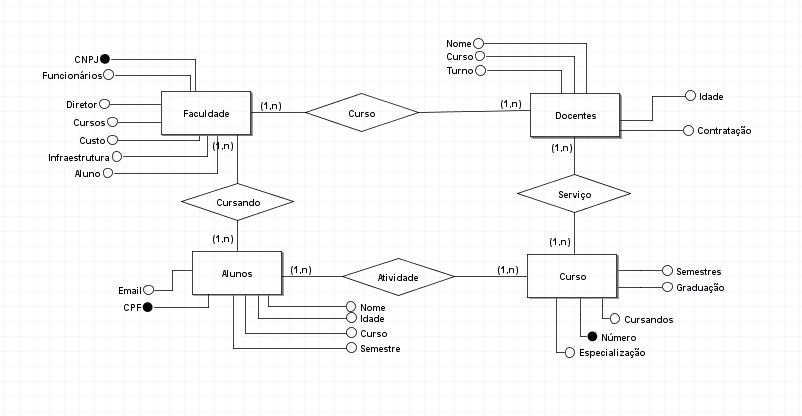 Nome
Curso
Turno
CNPJ
Funcionários
Diretor
Cursos
Custo
Infraestrutura
Aluno
Faculdade
(1,n)
Curso
(1,n)
Docentes
Idade
Contratação
(1,n)
(1,n)
Cursando
Serviço
(1,n)
(1,n)
Alunos
(1,n)
Atividade
(1,n)
Curso
Semestres
Graduação
Email
CPF
Nome
Idade
Curso
Semestre
Cursandos
Número
Especialização